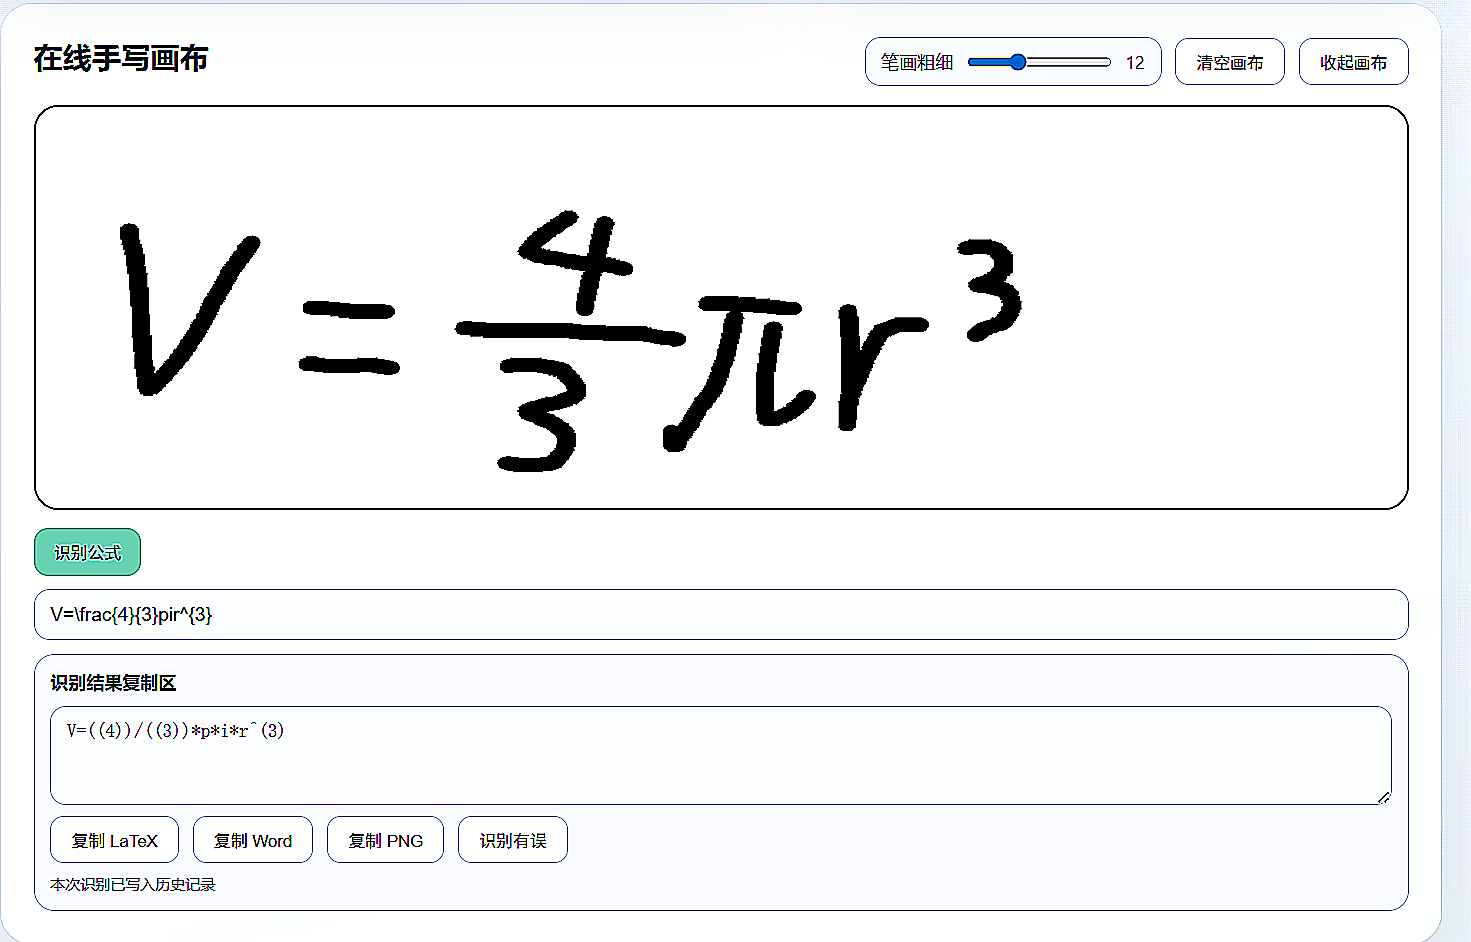 在线手写画布
笔画粗细 12 清空画布 收起画布
V = 4/3 πr³
识别公式
V=\frac{4}{3}pir^{3}
识别结果复制区
V=((4))/((3))*p*i*r^(3)
复制 LaTeX 复制 Word 复制 PNG 识别有误
本次识别已写入历史记录